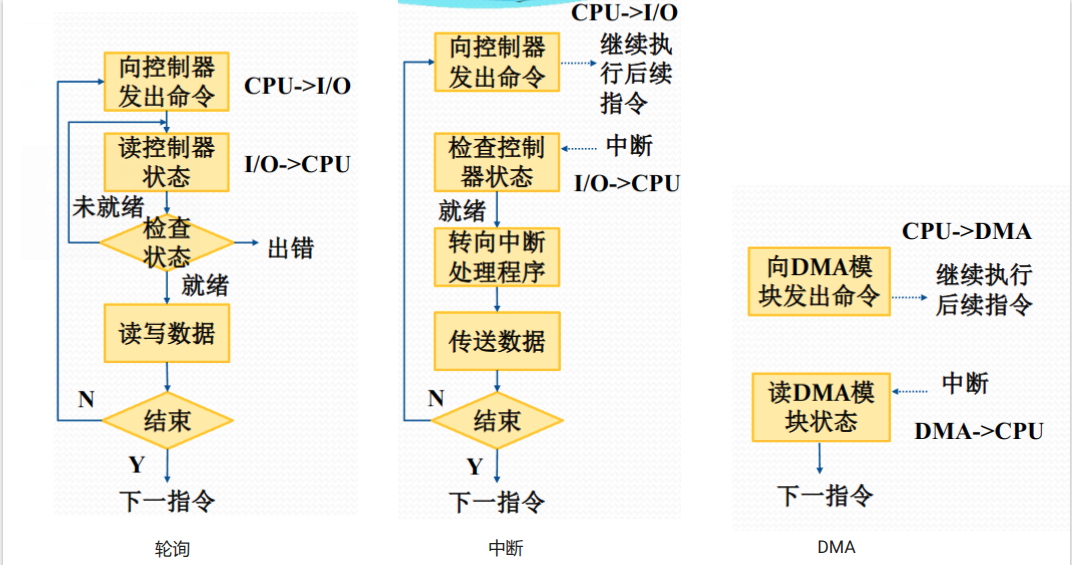 向控制器
发出命令
CPU->I/O
读控制器
状态
I/O->CPU
未就绪
检查
状态
出错
就绪
读写数据
N
结束
Y
下一指令
轮询
CPU->I/O
向控制器
发出命令
继续执
行后续
指令
检查控制
器状态
中断
I/O->CPU
就绪
转向中断
处理程序
传送数据
N
结束
Y
下一指令
中断
CPU->DMA
向DMA模
块发出命令
继续执行
后续指令
读DMA模
块状态
中断
DMA->CPU
下一指令
DMA